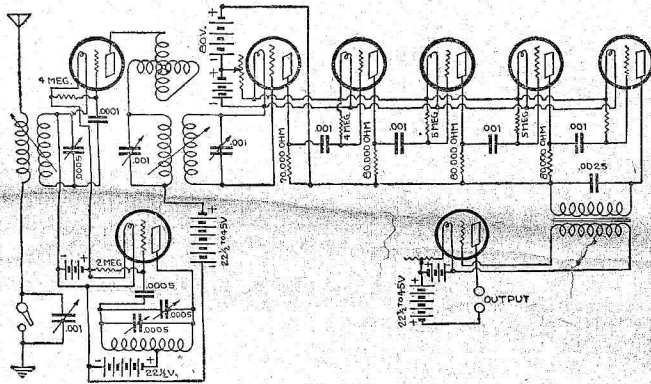 80V.
4 MEG.
.0001
.0005
.001
.001
70,000 OHM
.001
4 MEG.
80,000 OHM
.001
5 MEG.
60,000 OHM
.001
5 MEG.
80,000 OHM
.001
.0025
22½ TO 45V
2 MEG.
.0005
.0005
.0005
.001
22½V.
22½ TO 45V
OUTPUT